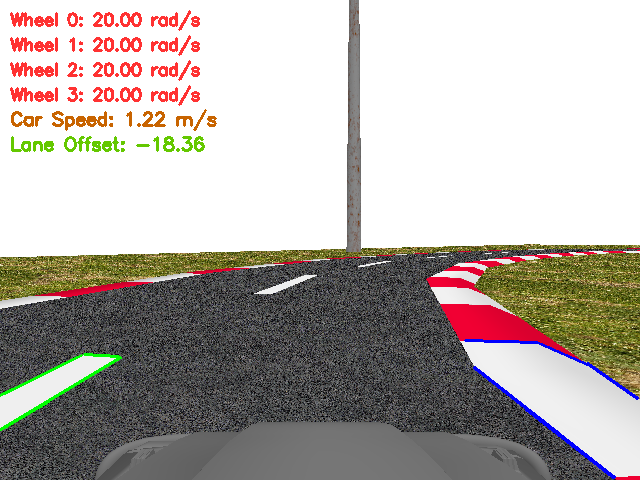 Wheel 0: 20.00 rad/s
Wheel 1: 20.00 rad/s
Wheel 2: 20.00 rad/s
Wheel 3: 20.00 rad/s
Car Speed: 1.22 m/s
Lane Offset: -18.36